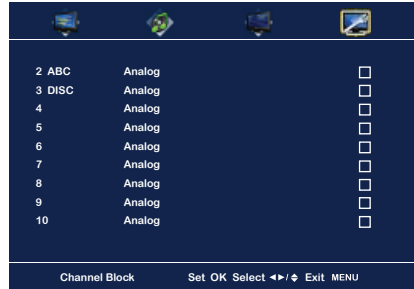 2 ABC Analog
3 DISC Analog
4 Analog
5 Analog
6 Analog
7 Analog
8 Analog
9 Analog
10 Analog
Channel Block Set OK Select ◄►/⬍ Exit MENU